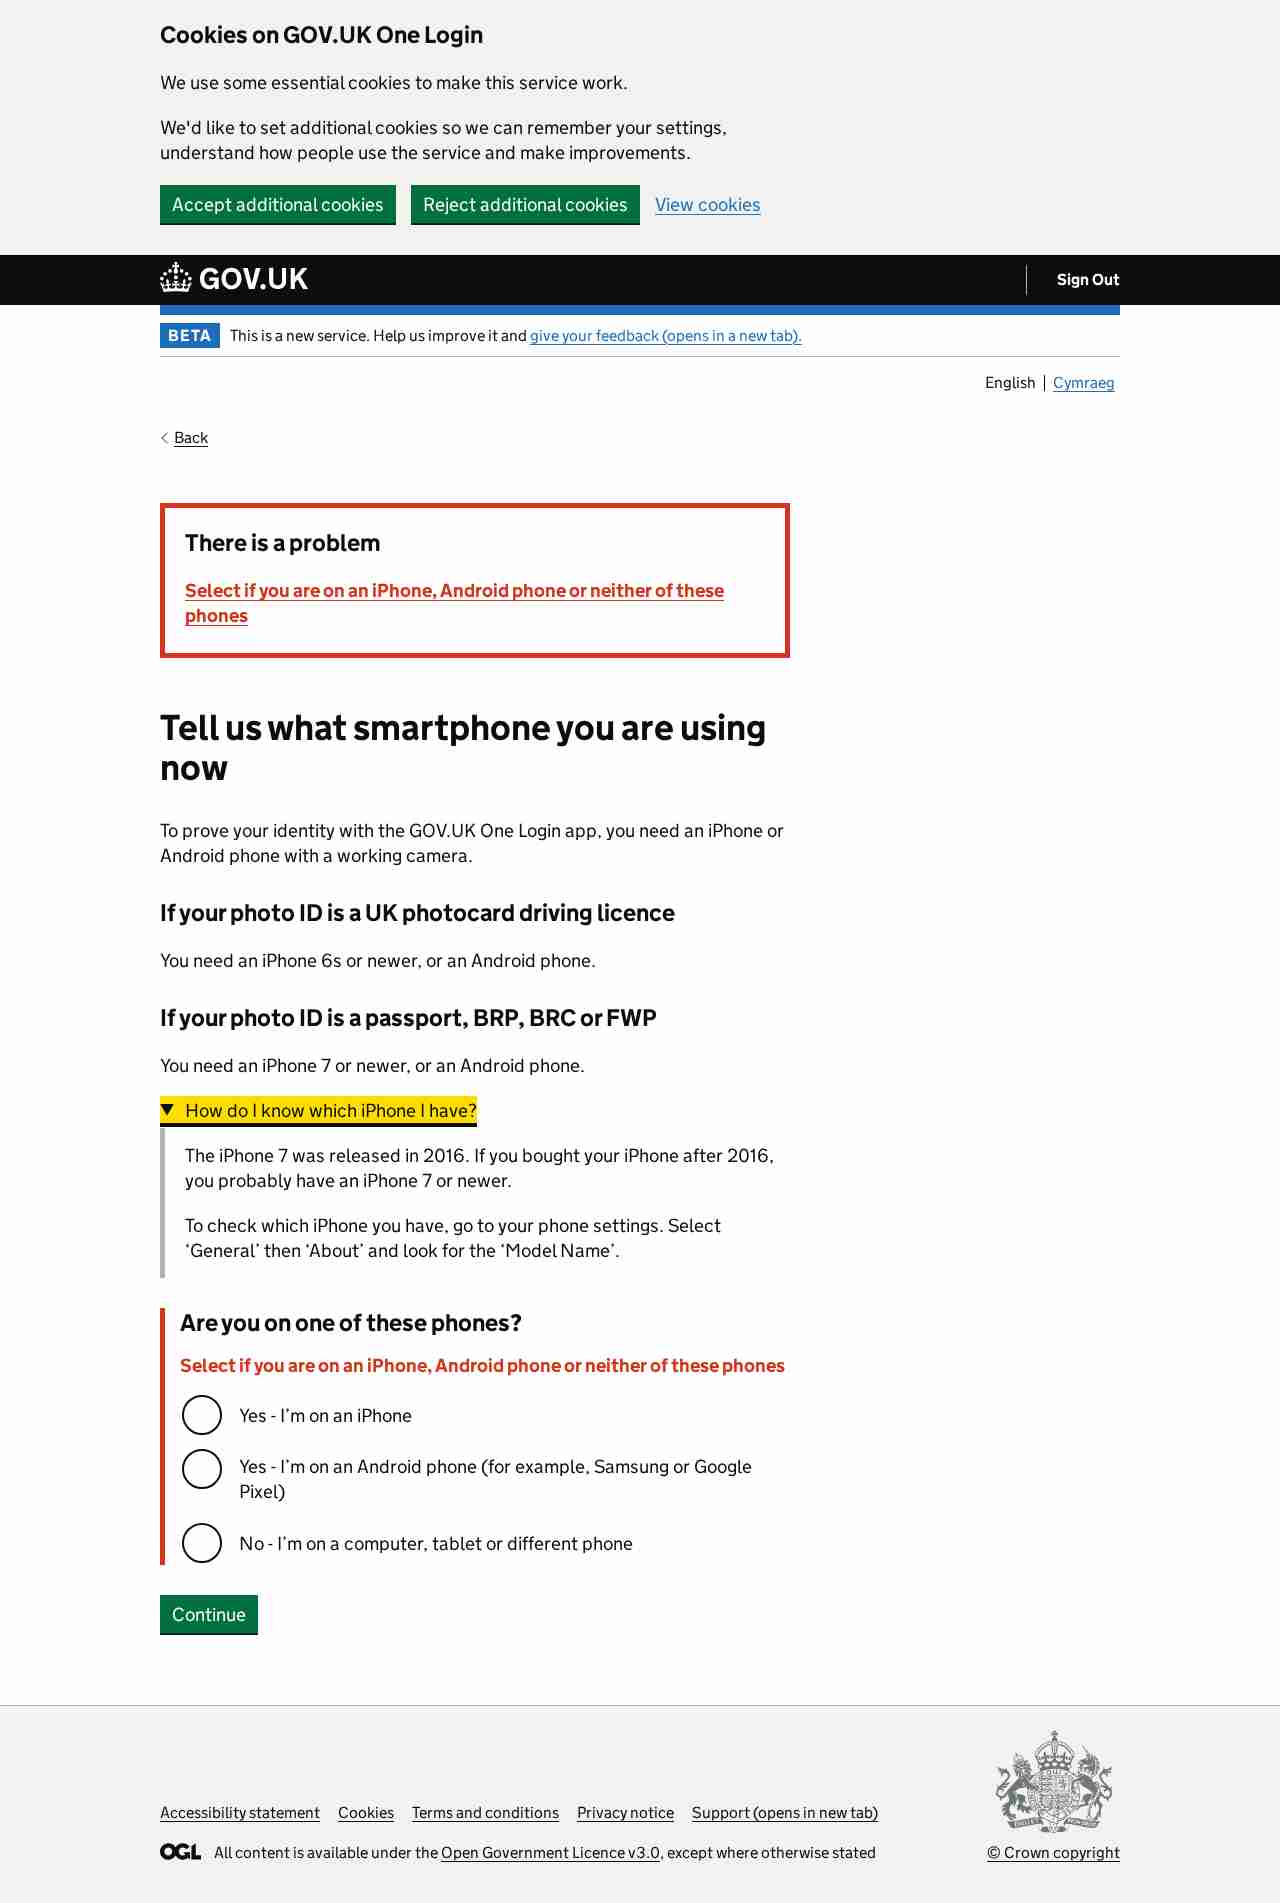 Cookies on GOV.UK One Login
We use some essential cookies to make this service work.
We'd like to set additional cookies so we can remember your settings,
understand how people use the service and make improvements.
Accept additional cookies Reject additional cookies View cookies
GOV.UK Sign Out
BETA This is a new service. Help us improve it and give your feedback (opens in a new tab).
English Cymraeg
Back
There is a problem
Select if you are on an iPhone, Android phone or neither of these
phones
Tell us what smartphone you are using
now
To prove your identity with the GOV.UK One Login app, you need an iPhone or
Android phone with a working camera.
If your photo ID is a UK photocard driving licence
You need an iPhone 6s or newer, or an Android phone.
If your photo ID is a passport, BRP, BRC or FWP
You need an iPhone 7 or newer, or an Android phone.
How do I know which iPhone I have?
The iPhone 7 was released in 2016. If you bought your iPhone after 2016,
you probably have an iPhone 7 or newer.
To check which iPhone you have, go to your phone settings. Select
‘General’ then ‘About’ and look for the ‘Model Name’.
Are you on one of these phones?
Select if you are on an iPhone, Android phone or neither of these phones
Yes - I’m on an iPhone
Yes - I’m on an Android phone (for example, Samsung or Google
Pixel)
No - I’m on a computer, tablet or different phone
Continue
Accessibility statement Cookies Terms and conditions Privacy notice Support (opens in new tab)
OGL All content is available under the Open Government Licence v3.0, except where otherwise stated
© Crown copyright